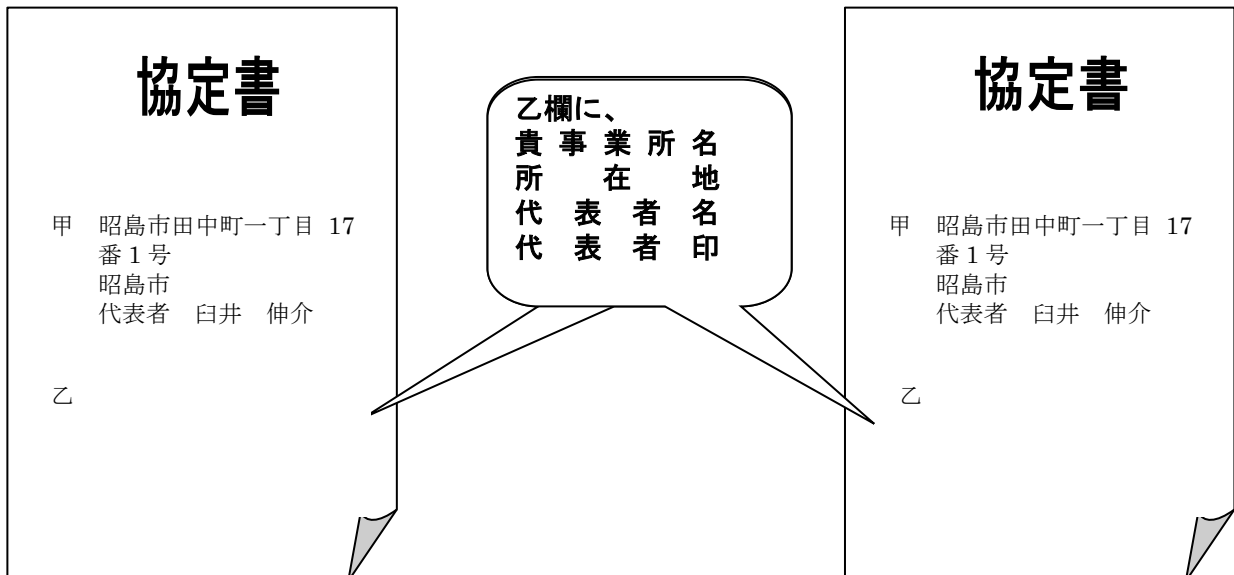 協定書
甲 昭島市田中町一丁目 17
番1号
昭島市
代表者 臼井 伸介
乙
乙欄に、
貴事業所名
所在地
代表者名
代表者印
協定書
甲 昭島市田中町一丁目 17
番1号
昭島市
代表者 臼井 伸介
乙